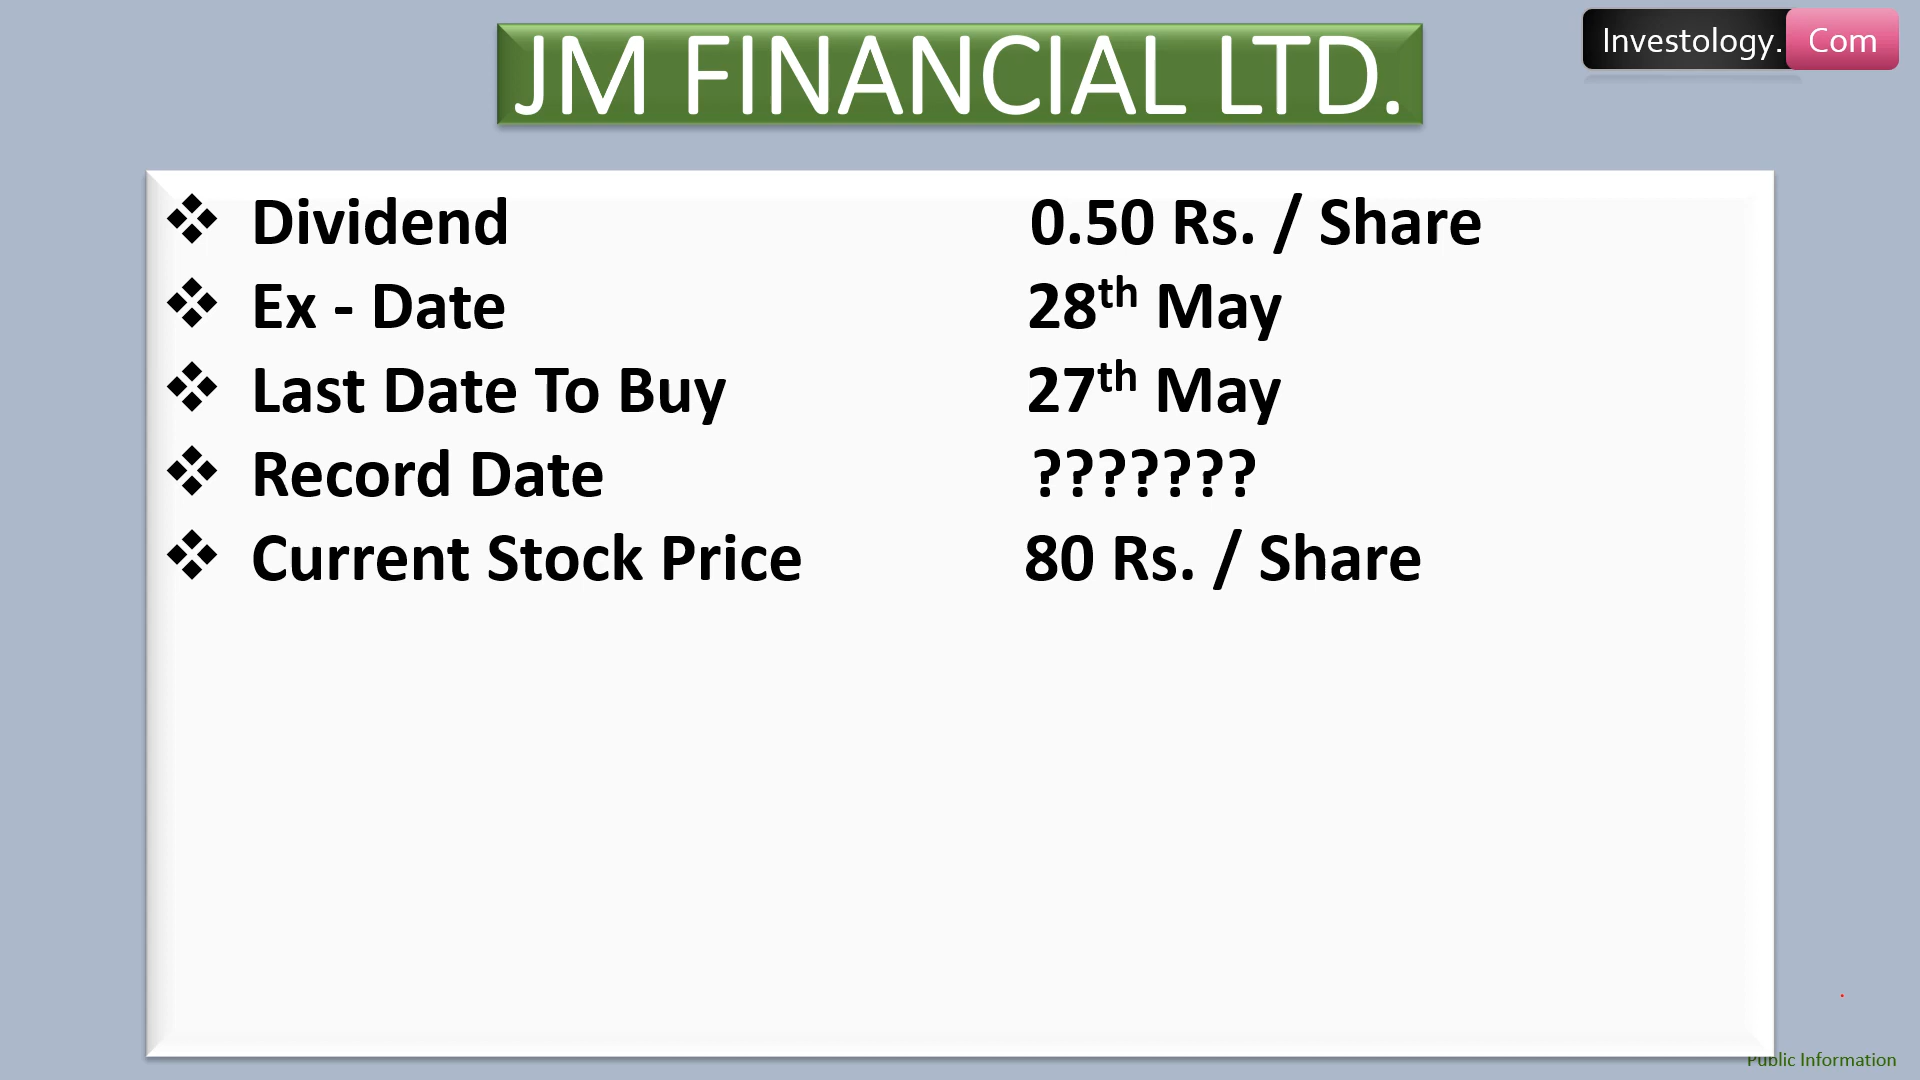 JM FINANCIAL LTD.
Investology. Com
❖ Dividend 0.50 Rs. / Share
❖ Ex - Date 28th May
❖ Last Date To Buy 27th May
❖ Record Date ???????
❖ Current Stock Price 80 Rs. / Share
Public Information